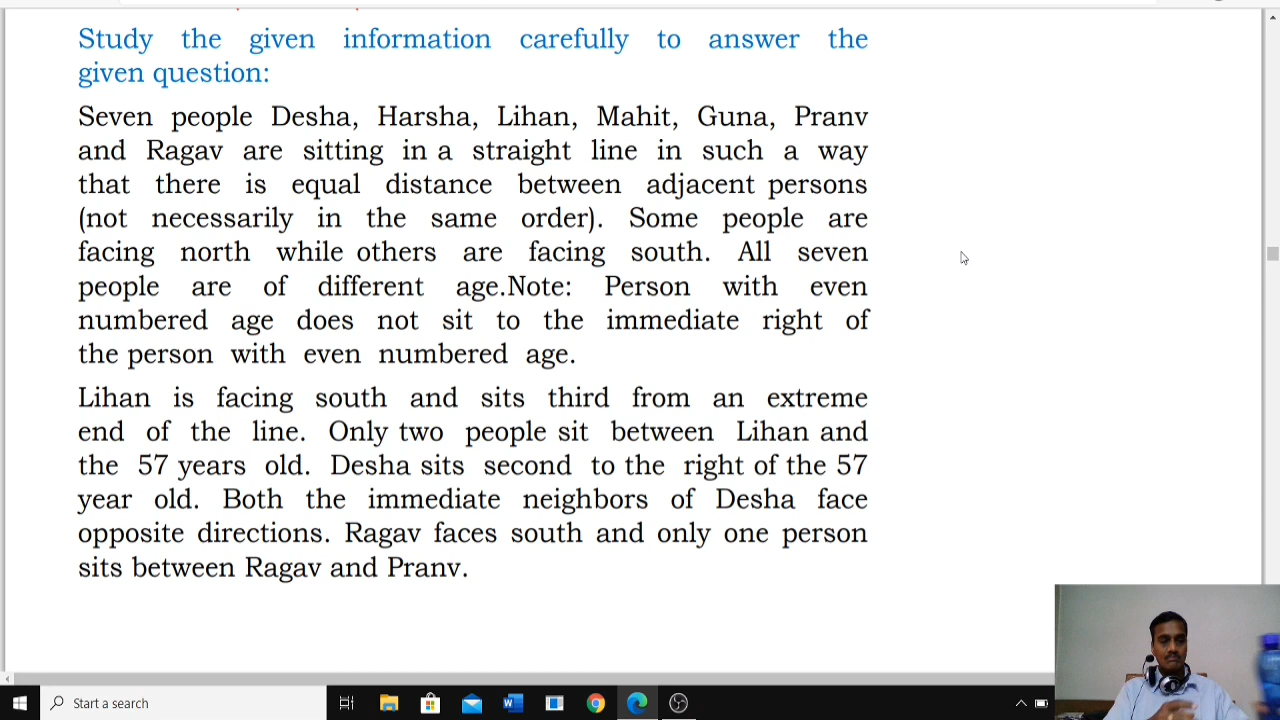 Study the given information carefully to answer the
given question:
Seven people Desha, Harsha, Lihan, Mahit, Guna, Pranv
and Ragav are sitting in a straight line in such a way
that there is equal distance between adjacent persons
(not necessarily in the same order). Some people are
facing north while others are facing south. All seven
people are of different age.Note: Person with even
numbered age does not sit to the immediate right of
the person with even numbered age.
Lihan is facing south and sits third from an extreme
end of the line. Only two people sit between Lihan and
the 57 years old. Desha sits second to the right of the 57
year old. Both the immediate neighbors of Desha face
opposite directions. Ragav faces south and only one person
sits between Ragav and Pranv.
Start a search